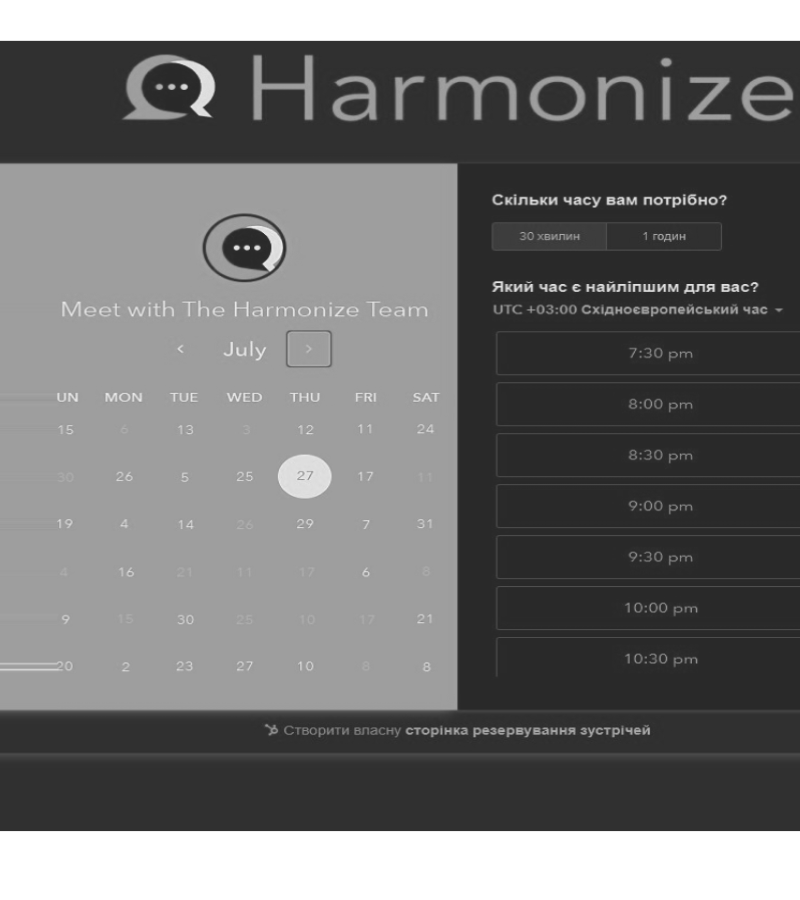 Harmonize
Meet with The Harmonize Team
‹ July ›
UN MON TUE WED THU FRI SAT
15 6 13 3 12 11 24
30 26 5 25 27 17 11
19 4 14 26 29 7 31
4 16 21 11 17 6 8
9 15 30 25 10 17 21
20 2 23 27 10 8 8
Скільки часу вам потрібно?
30 хвилин 1 годин
Який час є найліпшим для вас?
UTC +03:00 Східноєвропейський час
7:30 pm
8:00 pm
8:30 pm
9:00 pm
9:30 pm
10:00 pm
10:30 pm
Створити власну сторінка резервування зустрічей